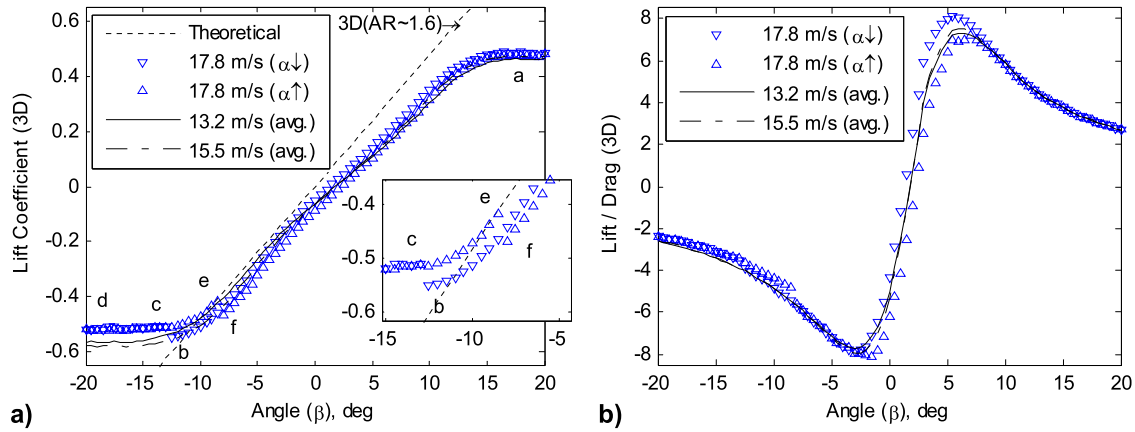 0.6
0.4
0.2
0
-0.2
-0.4
-0.6
Lift Coefficient (3D)
Theoretical
17.8 m/s (α↓)
17.8 m/s (α↑)
13.2 m/s (avg.)
15.5 m/s (avg.)
3D(AR~1.6)→
a
d
c
e
b
f
-0.4
-0.5
-0.6
c
e
b
f
-15
-10
-5
-20 -15 -10 -5 0 5 10 15 20
Angle (β), deg
a)
8
6
4
2
0
-2
-4
-6
-8
Lift / Drag (3D)
17.8 m/s (α↓)
17.8 m/s (α↑)
13.2 m/s (avg.)
15.5 m/s (avg.)
-20 -15 -10 -5 0 5 10 15 20
Angle (β), deg
b)